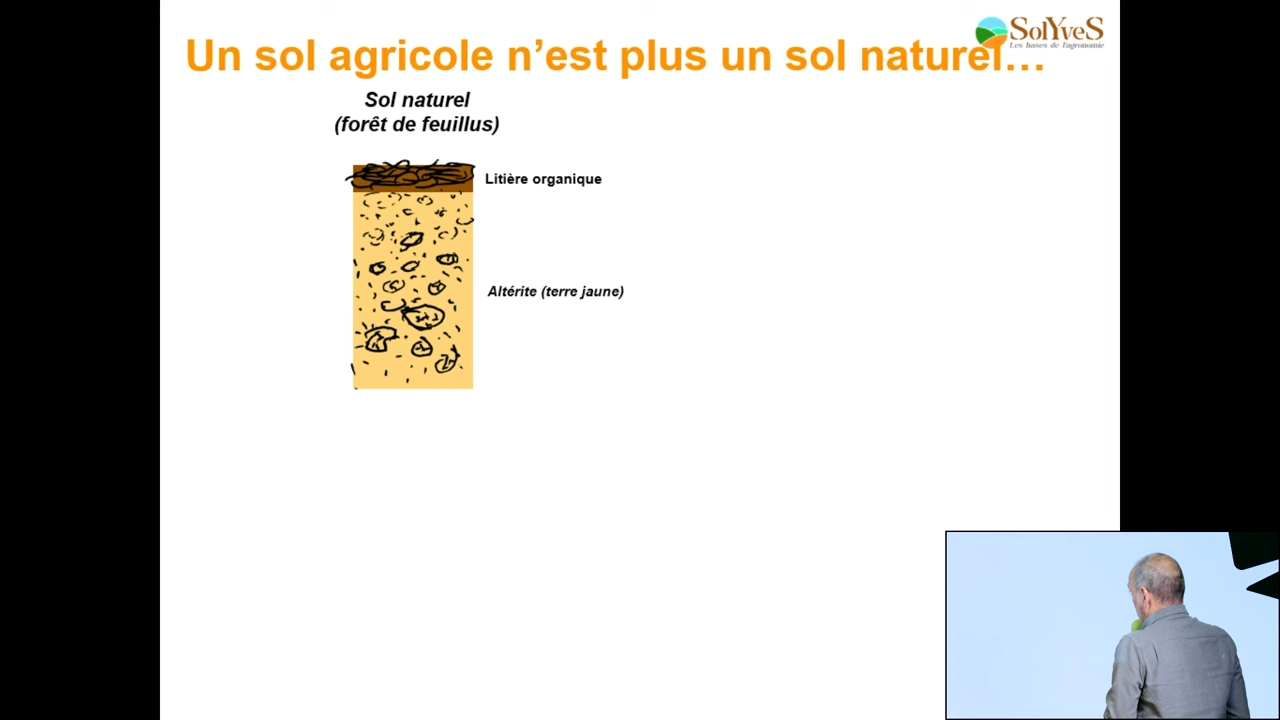 SolYveS
Les bases de l'agronomie
Un sol agricole n'est plus un sol naturel…
Sol naturel
(forêt de feuillus)
Litière organique
Altérite (terre jaune)